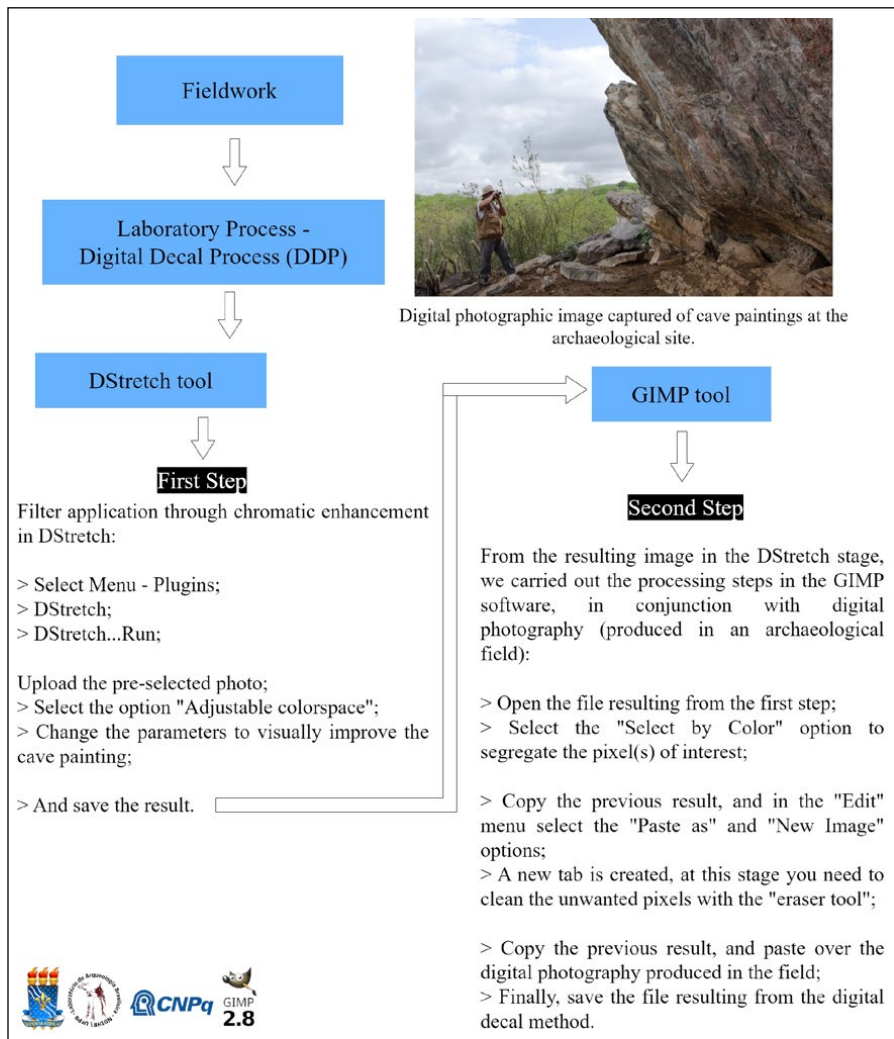 Fieldwork
Laboratory Process -
Digital Decal Process (DDP)
DStretch tool
First Step
Filter application through chromatic enhancement
in DStretch:
> Select Menu - Plugins;
> DStretch;
> DStretch...Run;
Upload the pre-selected photo;
> Select the option "Adjustable colorspace";
> Change the parameters to visually improve the
cave painting;
> And save the result.
Digital photographic image captured of cave paintings at the
archaeological site.
GIMP tool
Second Step
From the resulting image in the DStretch stage,
we carried out the processing steps in the GIMP
software, in conjunction with digital
photography (produced in an archaeological
field):
> Open the file resulting from the first step;
> Select the "Select by Color" option to
segregate the pixel(s) of interest;
> Copy the previous result, and in the "Edit"
menu select the "Paste as" and "New Image"
options;
> A new tab is created, at this stage you need to
clean the unwanted pixels with the "eraser tool";
> Copy the previous result, and paste over the
digital photography produced in the field;
> Finally, save the file resulting from the digital
decal method.
CNPq
GIMP
2.8